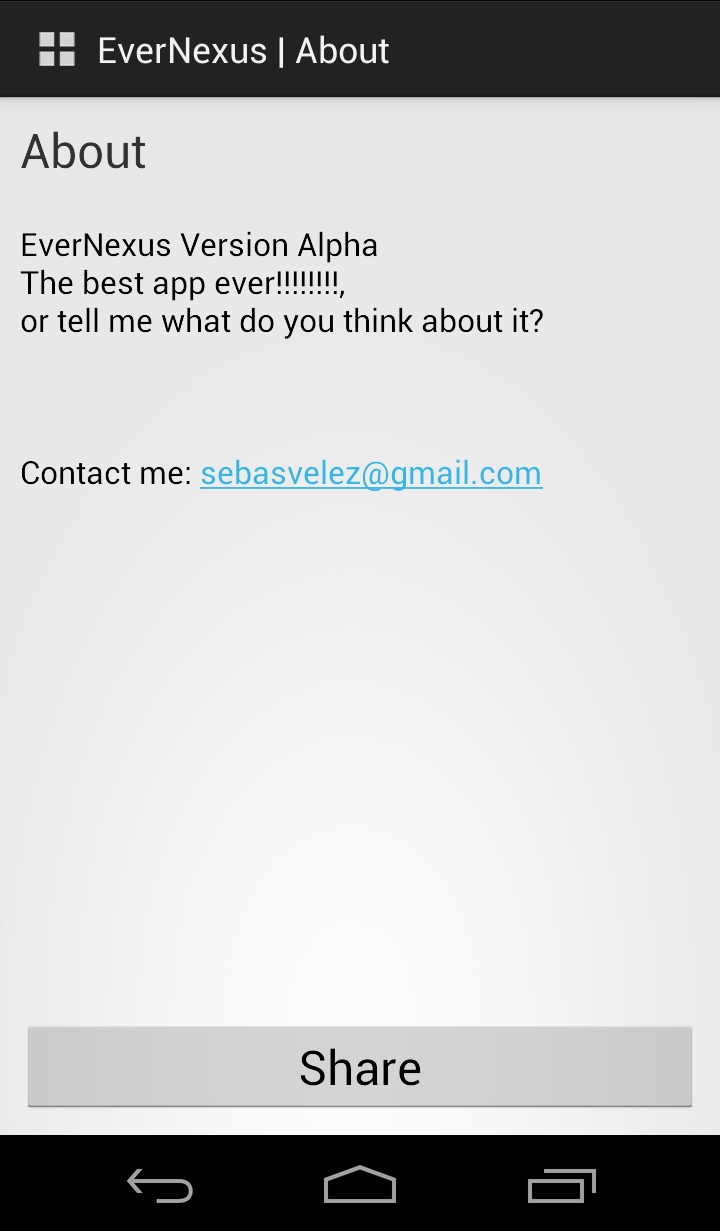 EverNexus | About
About
EverNexus Version Alpha
The best app ever!!!!!!!!,
or tell me what do you think about it?
Contact me: sebasvelez@gmail.com
Share